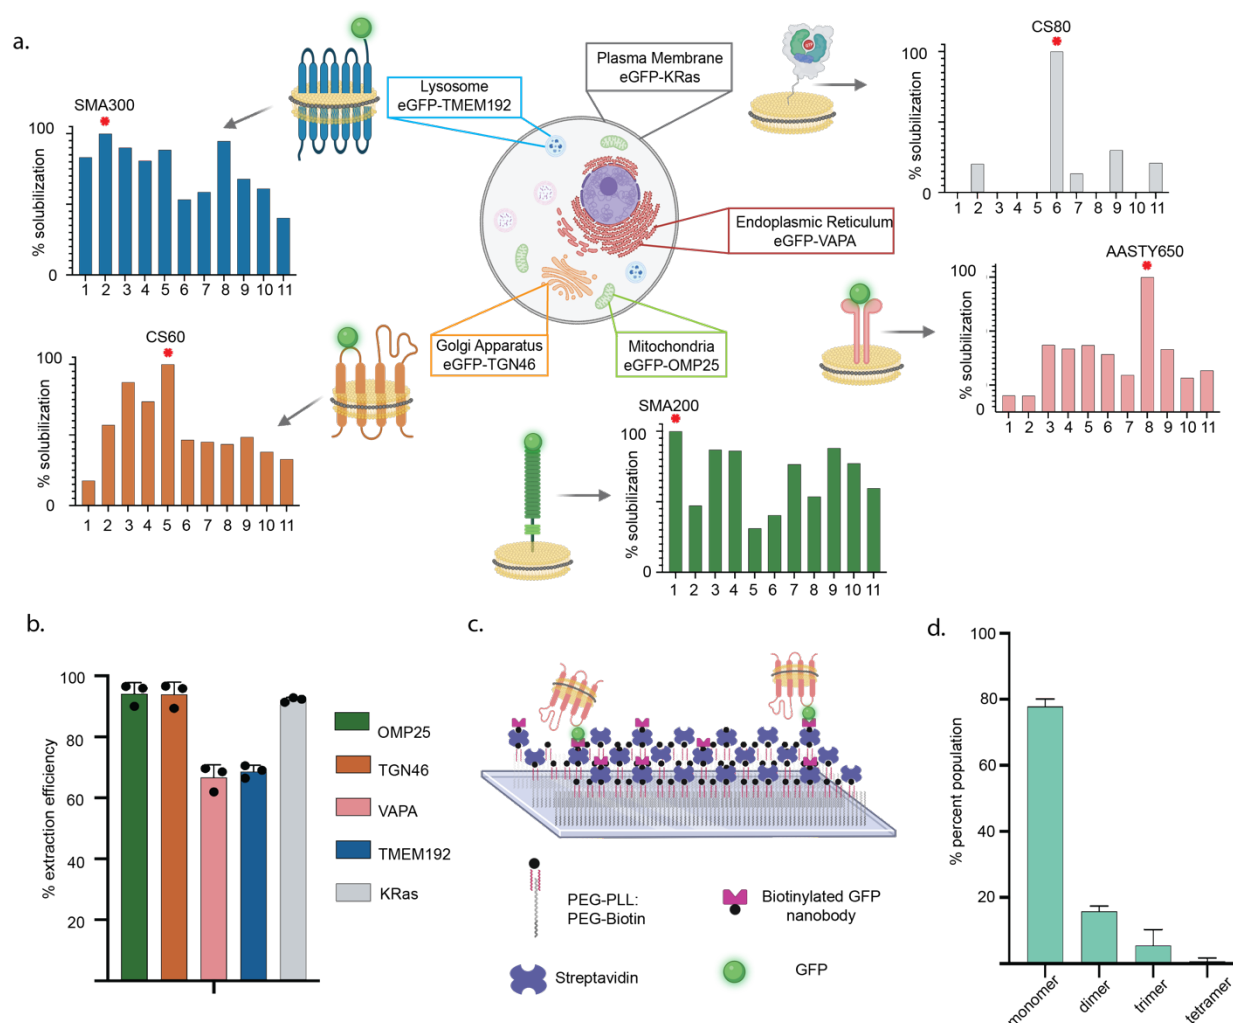 a.
SMA300
100
% solubilization
0
1 2 3 4 5 6 7 8 9 10 11
Lysosome
eGFP-TMEM192
Plasma Membrane
eGFP-KRas
CS80
100
% solubilization
0
1 2 3 4 5 6 7 8 9 10 11
Endoplasmic Reticulum
eGFP-VAPA
AASTY650
100
% solubilization
0
1 2 3 4 5 6 7 8 9 10 11
CS60
100
% solubilization
0
1 2 3 4 5 6 7 8 9 10 11
Golgi Apparatus
eGFP-TGN46
Mitochondria
eGFP-OMP25
SMA200
100
% solubilization
0
1 2 3 4 5 6 7 8 9 10 11
b.
% extraction efficiency
100
80
60
40
20
OMP25
TGN46
VAPA
TMEM192
KRas
c.
PEG-PLL:
PEG-Biotin
Biotinylated GFP
nanobody
Streptavidin
GFP
d.
% percent population
100
80
60
40
20
monomer
dimer
trimer
tetramer